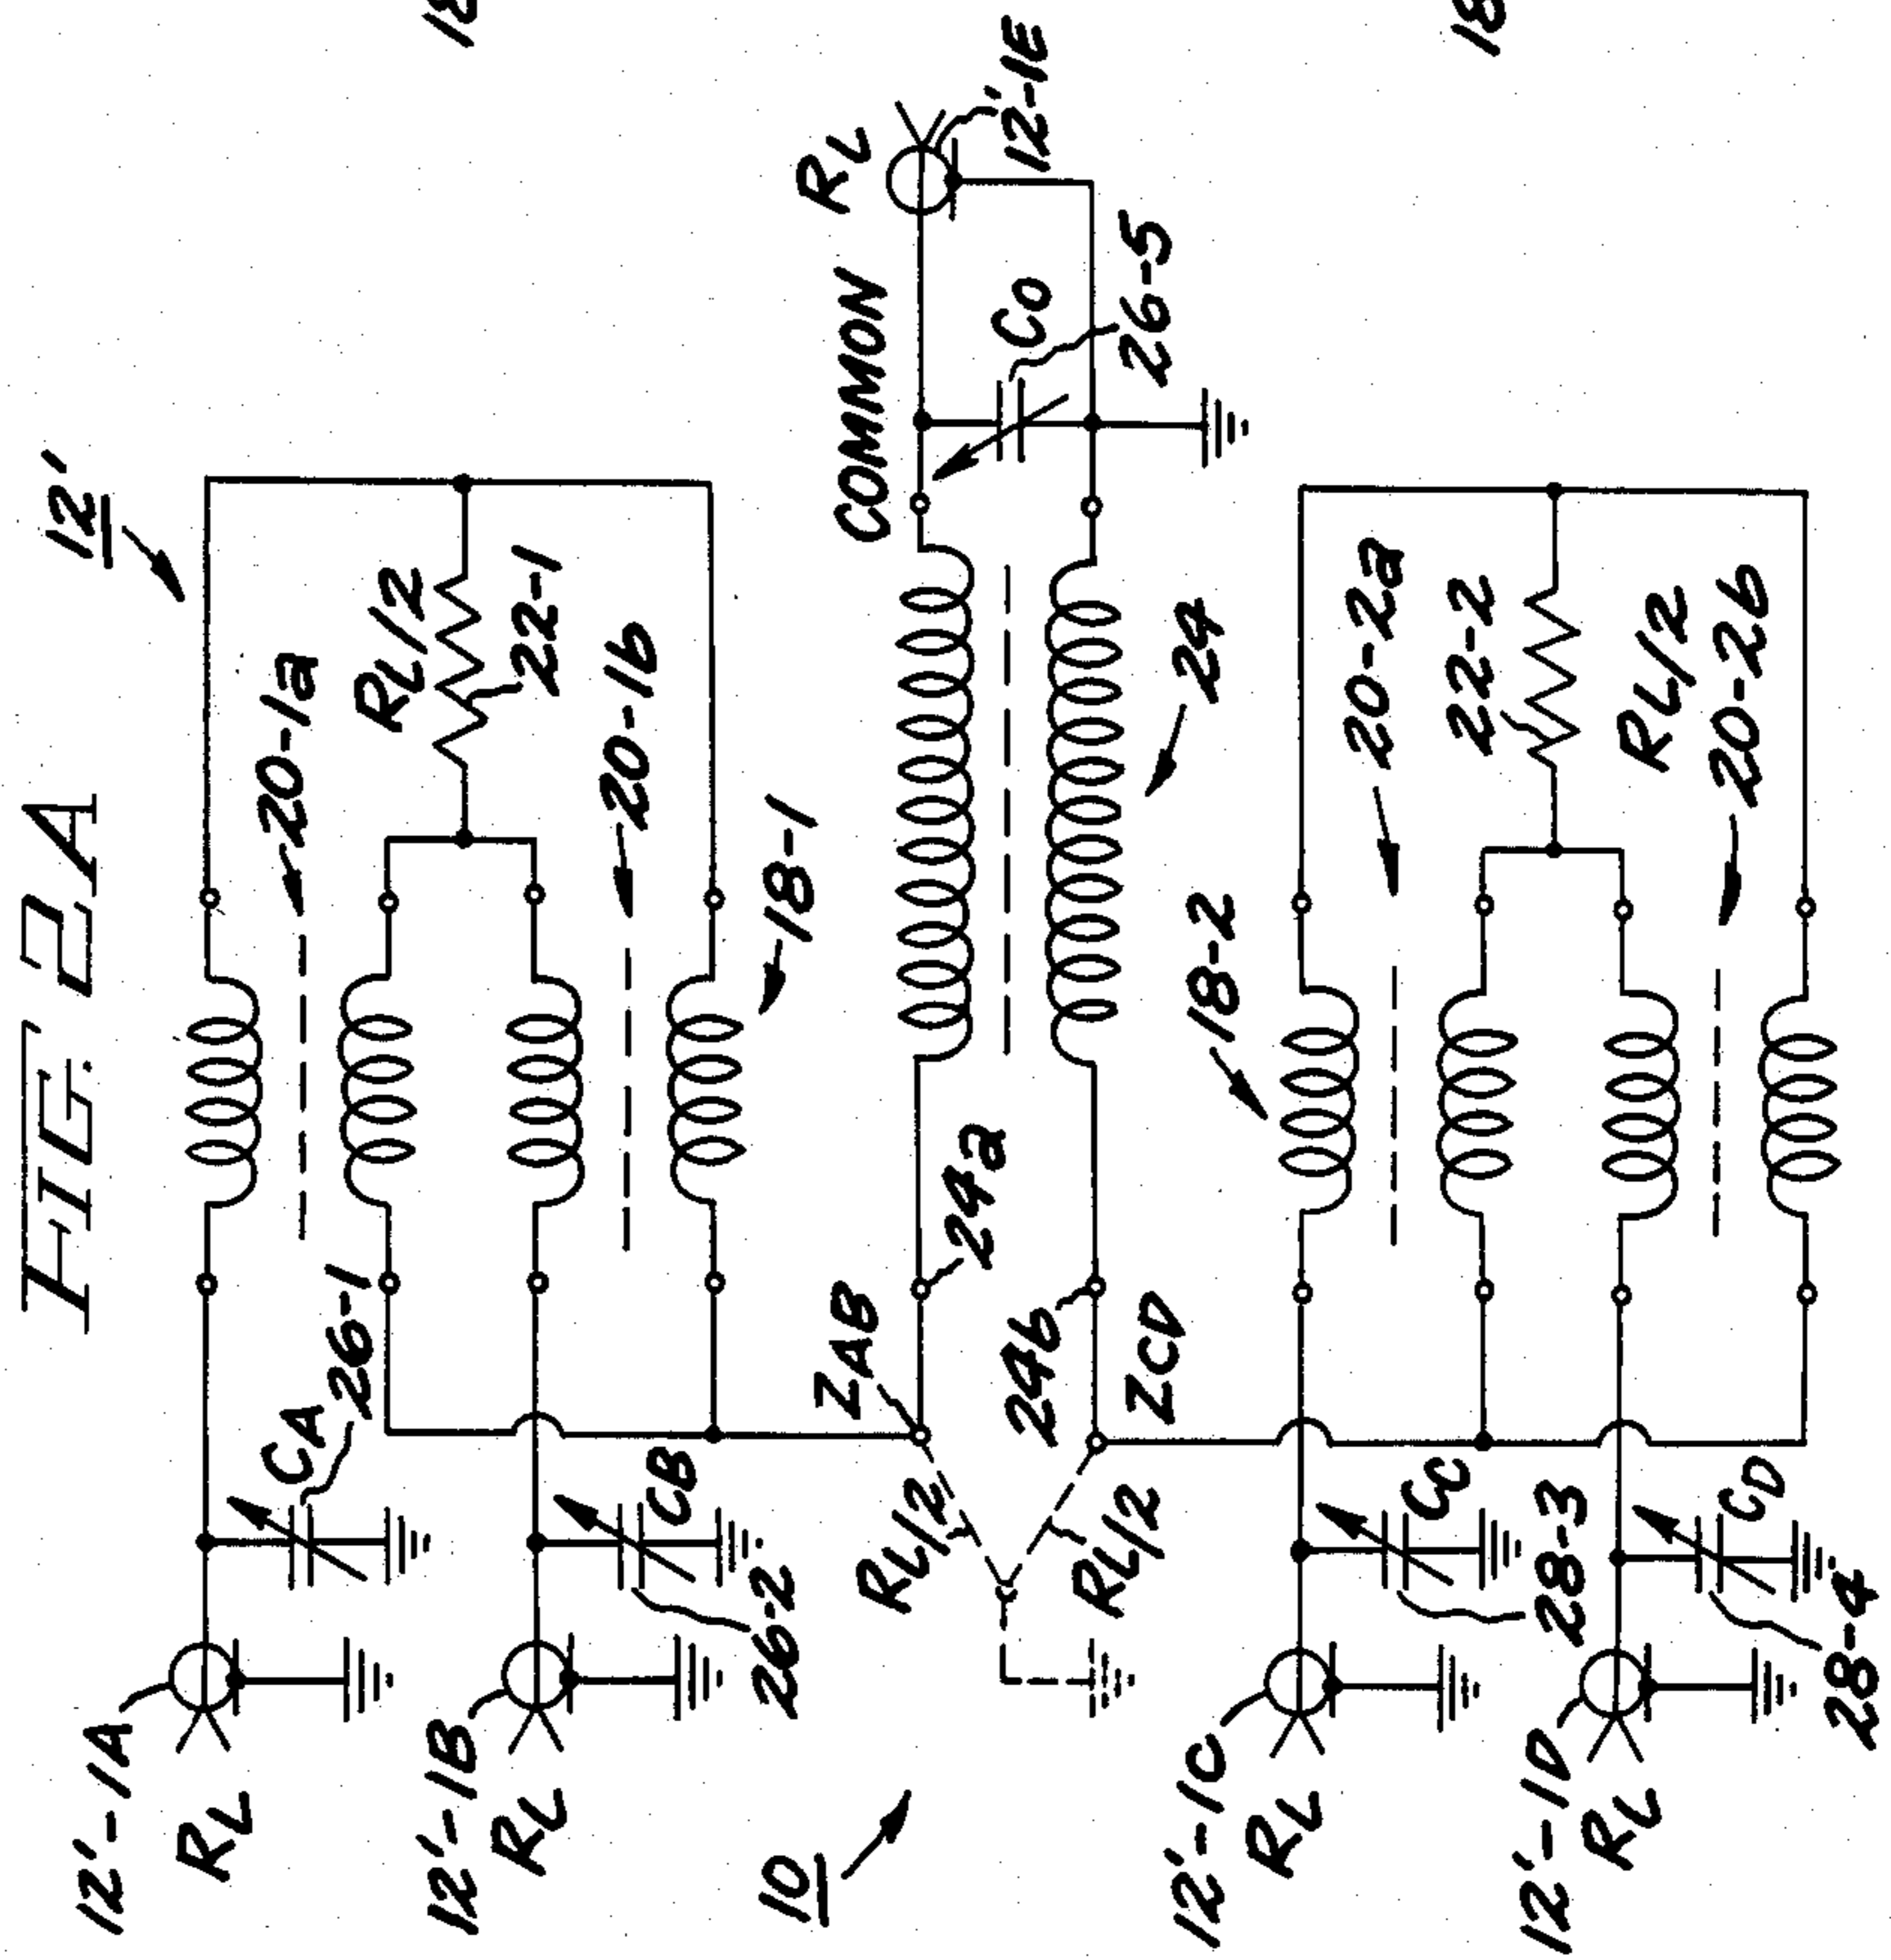 FIG. 2A
12'
12'-1A
RL
CA
26-1
20-1a
RL/2
22-1
12'-1B
RL
CB
26-2
20-1b
18-1
10
ZAB
24a
RL/2
COMMON
RL
12'-1E
CO
26-5
24b
ZCD
RL/2
24
12'-1C
RL
CC
28-3
18-2
20-2a
22-2
RL/2
12'-1D
RL
CD
28-4
20-2b
18
18